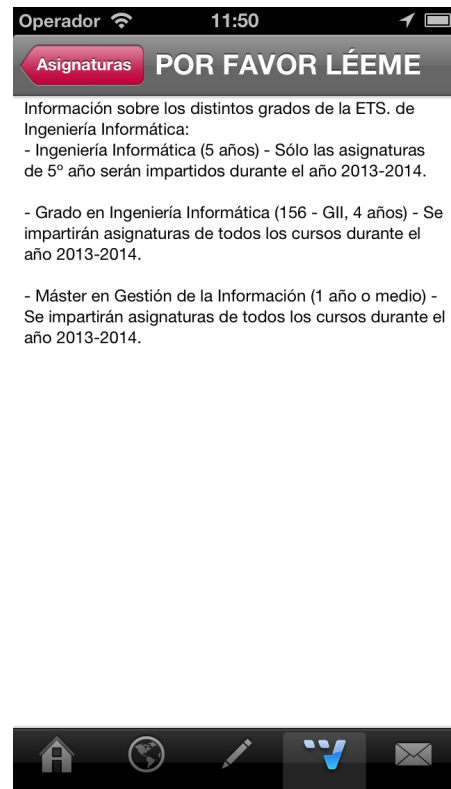 Operador 11:50
Asignaturas POR FAVOR LÉEME
Información sobre los distintos grados de la ETS. de
Ingeniería Informática:
- Ingeniería Informática (5 años) - Sólo las asignaturas
de 5º año serán impartidos durante el año 2013-2014.
- Grado en Ingeniería Informática (156 - GII, 4 años) - Se
impartirán asignaturas de todos los cursos durante el
año 2013-2014.
- Máster en Gestión de la Información (1 año o medio) -
Se impartirán asignaturas de todos los cursos durante el
año 2013-2014.